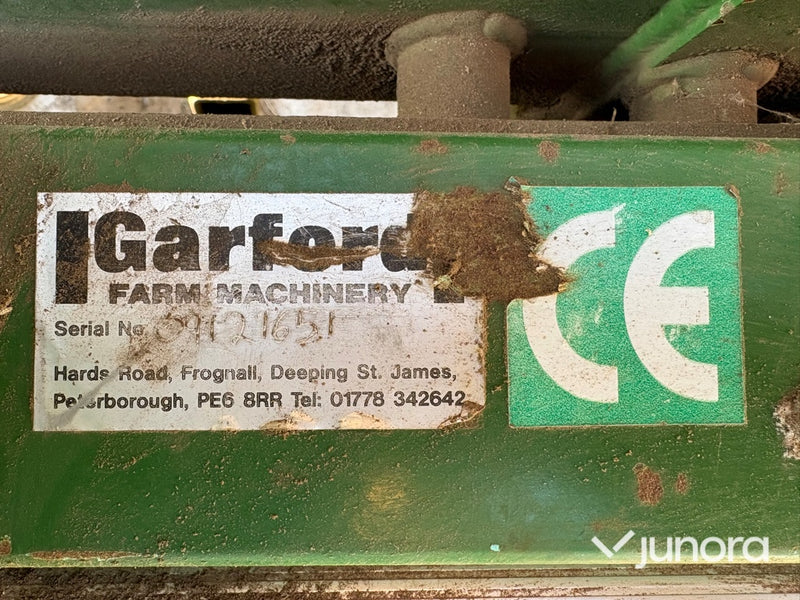 Garford
FARM MACHINERY
Serial No
Hards Road, Frognall, Deeping St. James,
Peterborough, PE6 8RR Tel: 01778 342642
CE
junora